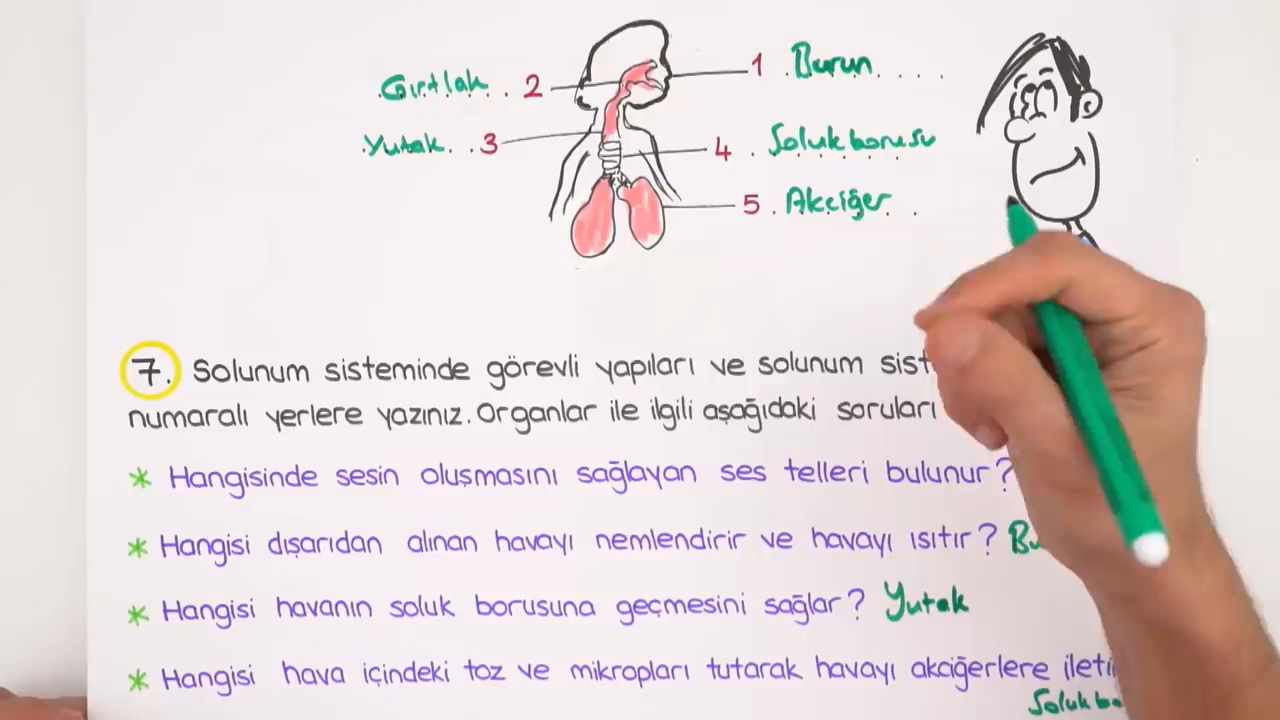 1 Burun
Gırtlak 2
Yutak 3
4 Soluk borusu
5 Akciğer
7. Solunum sisteminde görevli yapıları ve solunum
numaralı yerlere yazınız. Organlar ile ilgili aşağıdaki soruları
* Hangisinde sesin oluşmasını sağlayan ses telleri bulunur?
* Hangisi dışarıdan alınan havayı nemlendirir ve havayı ısıtır?
* Hangisi havanın soluk borusuna geçmesini sağlar? Yutak
* Hangisi hava içindeki toz ve mikropları tutarak havayı akciğerlere
Soluk